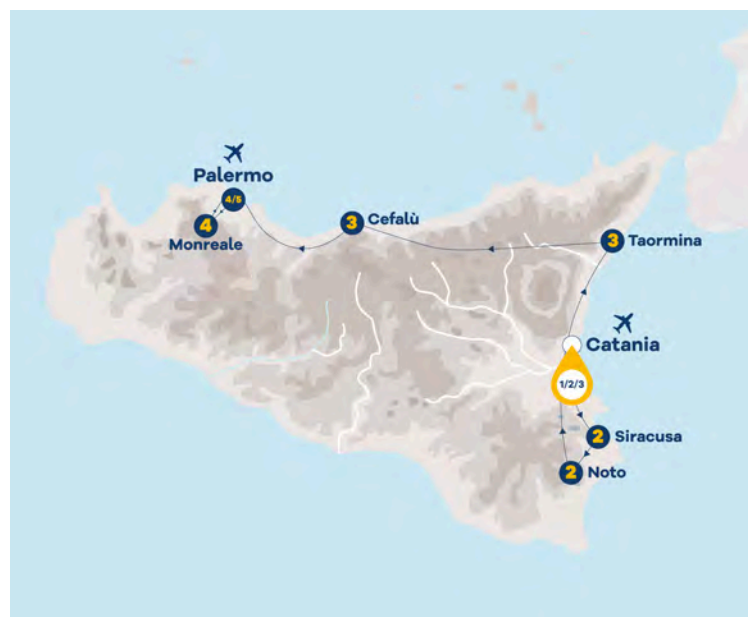 Palermo
4/5
4
Monreale
3
Cefalù
3
Taormina
Catania
1/2/3
2
Siracusa
2
Noto